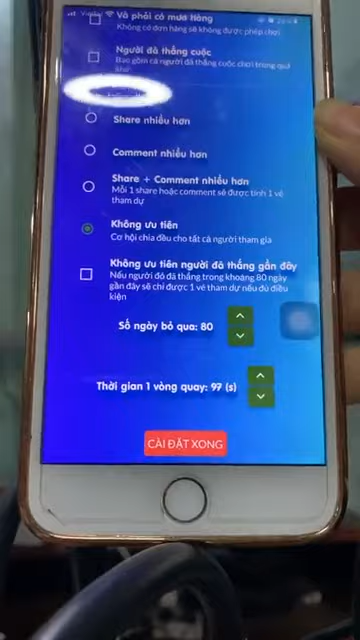 Và phải có mua hàng
Không có đơn hàng sẽ không được phép chơi
Người đã thắng cuộc
Bao gồm cả người đã thắng cuộc chơi trong quá
Share nhiều hơn
Comment nhiều hơn
Share + Comment nhiều hơn
Mỗi 1 share hoặc comment sẽ được tính 1 vé
tham dự
Không ưu tiên
Cơ hội chia đều cho tất cả người tham gia
Không ưu tiên người đã thắng gần đây
Nếu người đó đã thắng trong khoảng 80 ngày
gần đây sẽ chỉ được 1 vé tham dự nếu đủ điều
kiện
Số ngày bỏ qua: 80
Thời gian 1 vòng quay: 97 (s)
CÀI ĐẶT XONG